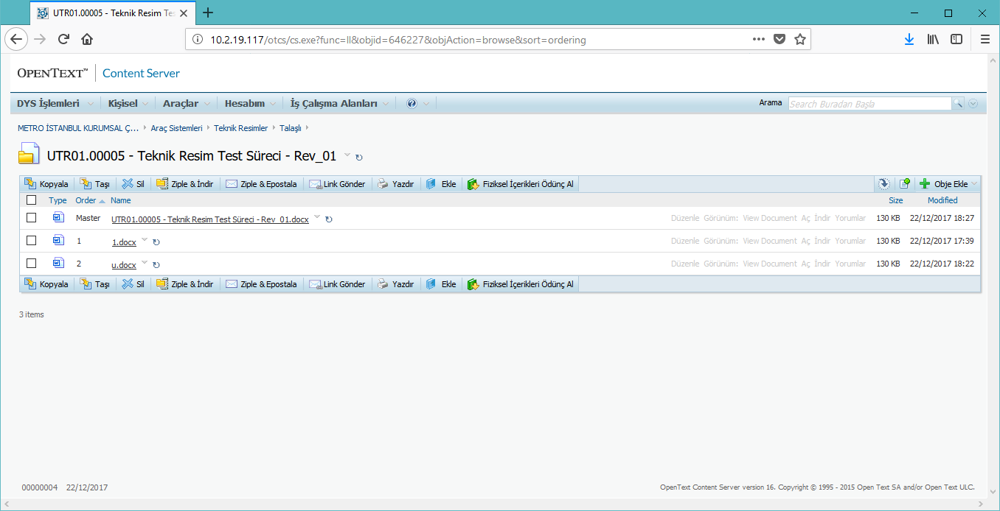 UTR01.00005 - Teknik Resim Tes
10.2.19.117/otcs/cs.exe?func=ll&objid=646227&objAction=browse&sort=ordering
OPENTEXT™ Content Server
DYS İşlemleri Kişisel Araçlar Hesabım İş Çalışma Alanları Arama Search Buradan Başla
METRO İSTANBUL KURUMSAL Ç... Araç Sistemleri Teknik Resimler Talaşlı
UTR01.00005 - Teknik Resim Test Süreci - Rev_01
Kopyala Taşı Sil Ziple & İndir Ziple & Epostala Link Gönder Yazdır Ekle Fiziksel İçerikleri Ödünç Al Obje Ekle
Type Order Name Size Modified
Master UTR01.00005 - Teknik Resim Test Süreci - Rev_01.docx Düzenle Görünüm: View Document Aç İndir Yorumlar 130 KB 22/12/2017 18:27
1 1.docx Düzenle Görünüm: View Document Aç İndir Yorumlar 130 KB 22/12/2017 17:39
2 u.docx Düzenle Görünüm: View Document Aç İndir Yorumlar 130 KB 22/12/2017 18:22
Kopyala Taşı Sil Ziple & İndir Ziple & Epostala Link Gönder Yazdır Ekle Fiziksel İçerikleri Ödünç Al
3 items
00000004 22/12/2017 OpenText Content Server version 16. Copyright © 1995 - 2015 Open Text SA and/or Open Text ULC.